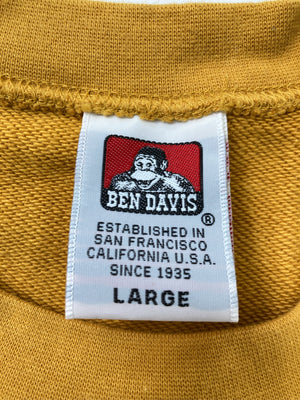 BEN DAVIS
®
ESTABLISHED IN
SAN FRANCISCO
CALIFORNIA U.S.A.
SINCE 1935
LARGE